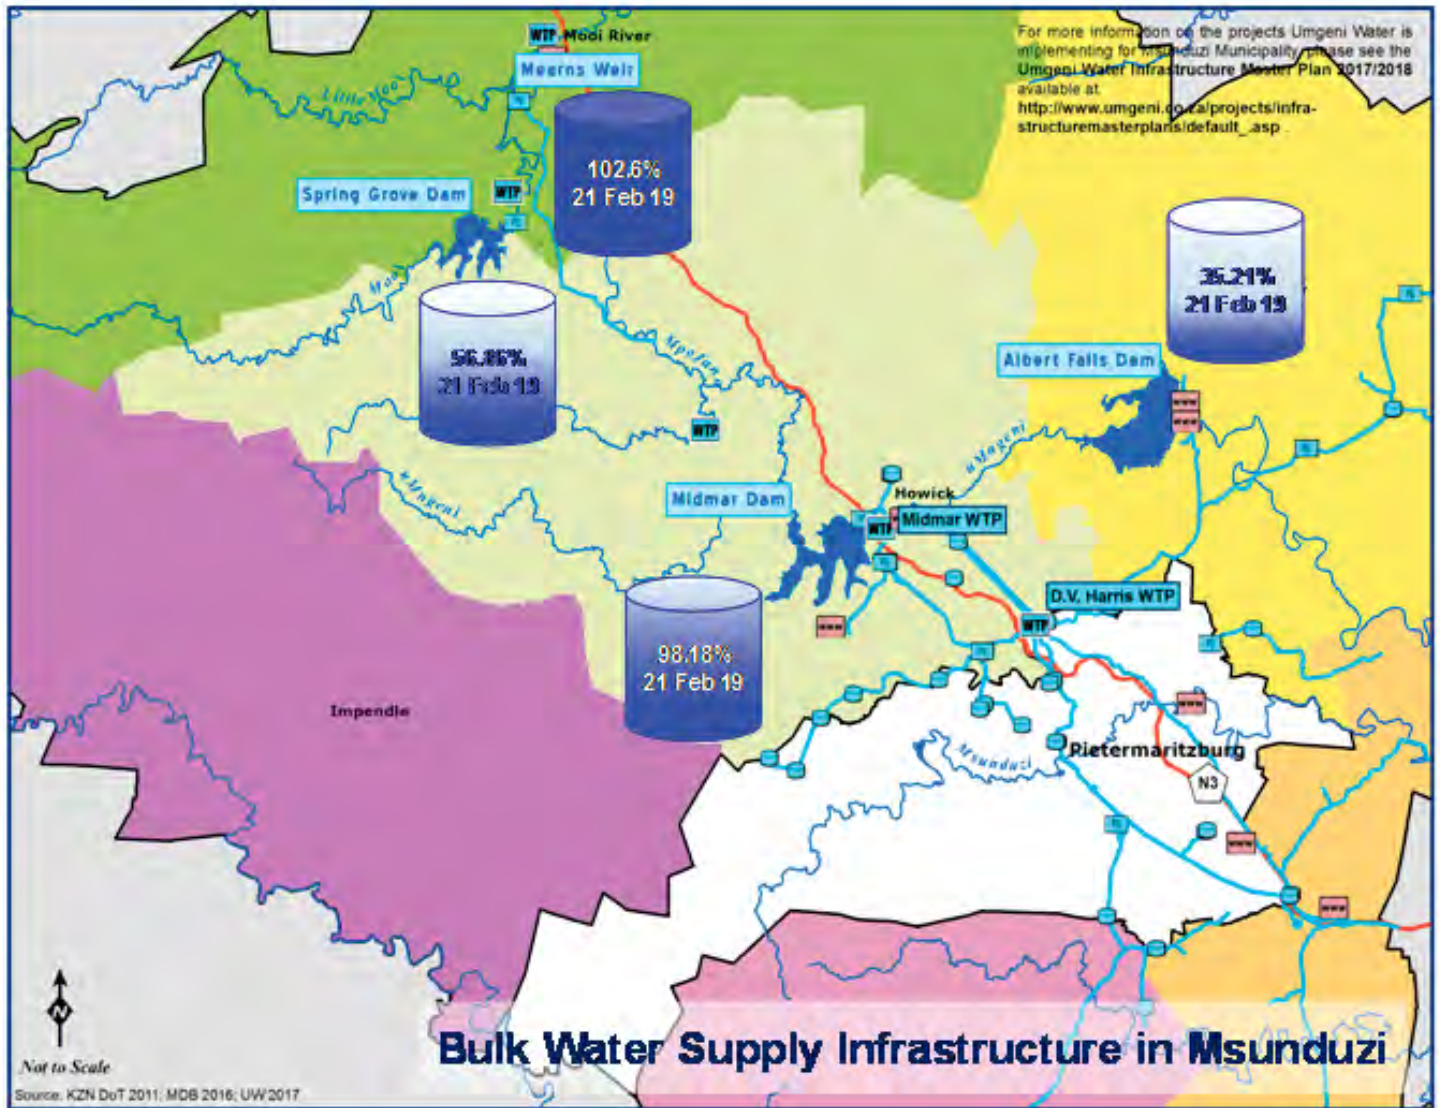 For more information on the projects Umgeni Water is
implementing for Msunduzi Municipality, please see the
Umgeni Water Infrastructure Master Plan 2017/2018
available at
http://www.umgeni.co.za/projects/infra-
structuremasterplans/default_.asp
WTP Mooi River
Meerns Weir
Little Mooi
102.6%
21 Feb 19
Spring Grove Dam
WTP
Mooi
35.21%
21 Feb 19
56.86%
21 Feb 19
Mpofan
Albert Falls Dam
WTP
uMngeni
uMngeni
Midmar Dam
Howick
WTP
Midmar WTP
D.V. Harris WTP
WTP
98.18%
21 Feb 19
Impendle
Msunduzi
Pietermaritzburg
N3
N
Not to Scale
Bulk Water Supply Infrastructure in Msunduzi
Source: KZN DoT 2011; MDB 2016; UW 2017